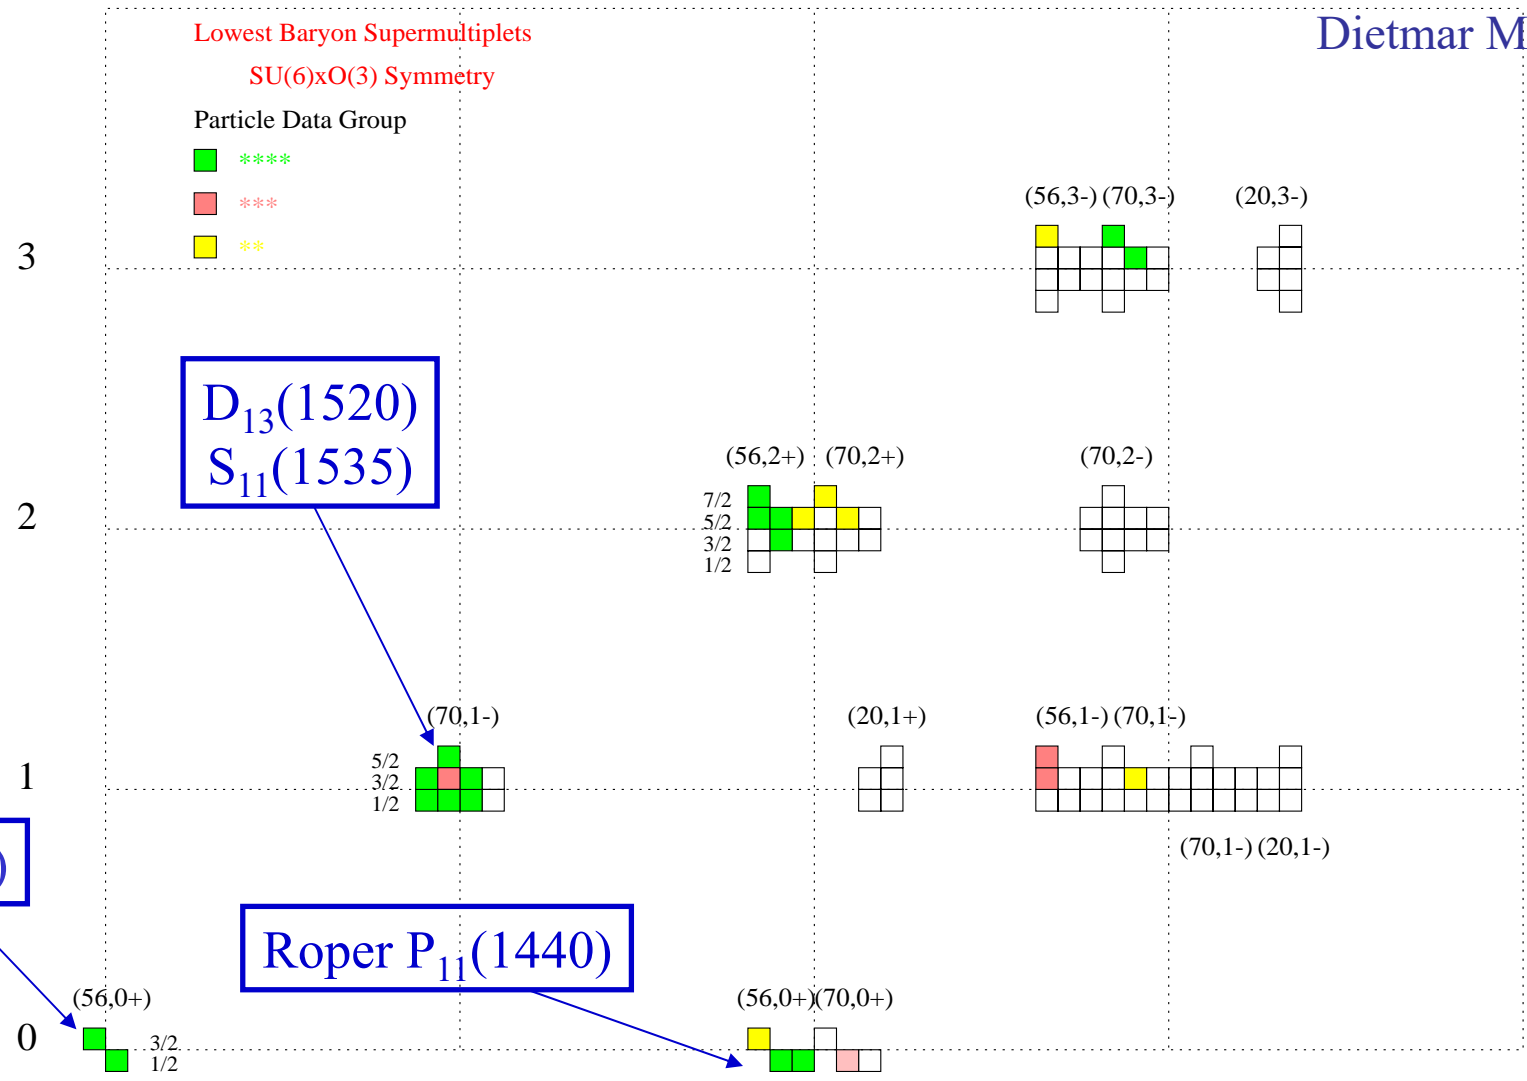 Lowest Baryon Supermultiplets
Dietmar M
SU(6)xO(3) Symmetry
Particle Data Group
****
***
**
(56,3-) (70,3-) (20,3-)
3
D13(1520)
S11(1535)
(56,2+) (70,2+) (70,2-)
7/2
5/2
3/2
1/2
2
(70,1-) (20,1+) (56,1-) (70,1-)
5/2
3/2
1/2
1
(70,1-) (20,1-)
)
Roper P11(1440)
(56,0+) (56,0+) (70,0+)
0
3/2
1/2